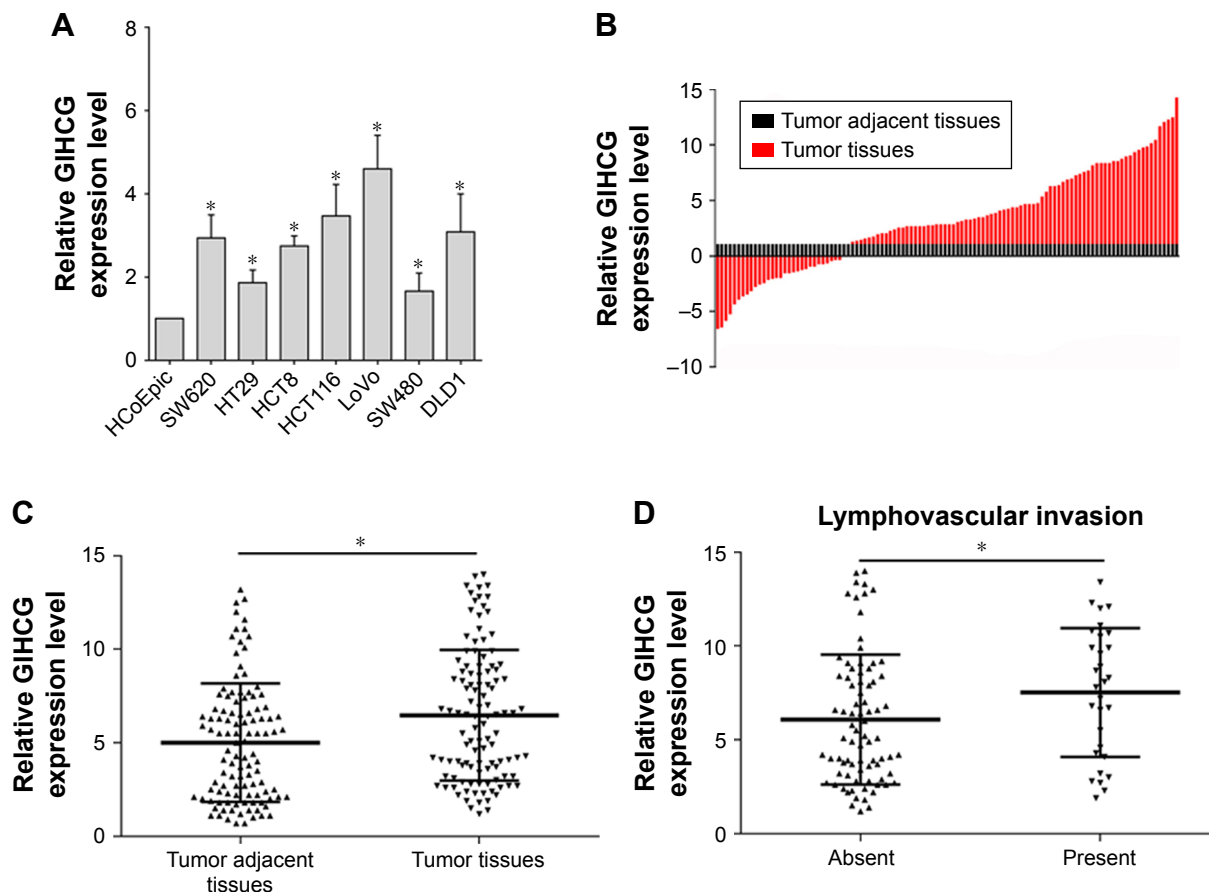 A
Relative GIHCG
expression level
8
6
4
2
0
*
*
*
*
*
*
*
HCoEpic
SW620
HT29
HCT8
HCT116
LoVo
SW480
DLD1
B
Relative GIHCG
expression level
15
10
5
0
–5
–10
Tumor adjacent tissues
Tumor tissues
C
Relative GIHCG
expression level
15
10
5
0
*
Tumor adjacent
tissues
Tumor tissues
D
Lymphovascular invasion
Relative GIHCG
expression level
15
10
5
0
*
Absent
Present